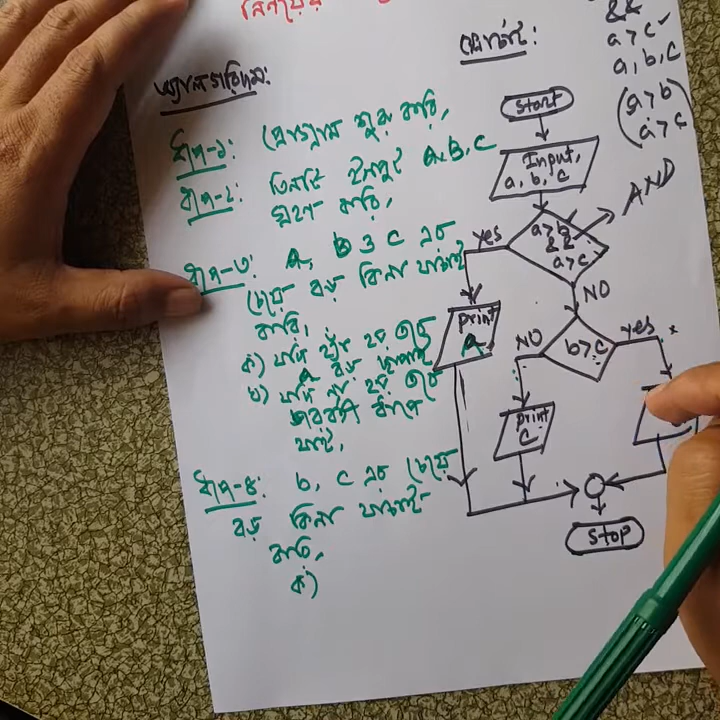 নির্ণয়ের
অ্যালগরিদম:
ধাপ-১: প্রোগ্রাম শুরু করি,
ধাপ-২: তিনটি ইনপুট A, B, C
গ্রহণ করি,
ধাপ-৩: A, B ও C এর
চেয়ে বড় কিনা যাচাই
করি,
ক) যদি হ্যাঁ হয় তবে
A বড় ছাপাই
খ) যদি না হয় তবে
পরবর্তী ধাপে
যাই,
ধাপ-৪: b, C এর চেয়ে
বড় কিনা যাচাই
করি,
ক)
&&
a > c
a, b, c
(a > b)
a > c
start
Input,
a, b, c
a > b
&&
a > c
AND
yes
NO
print
A
b > c
NO
yes
print
C
stop